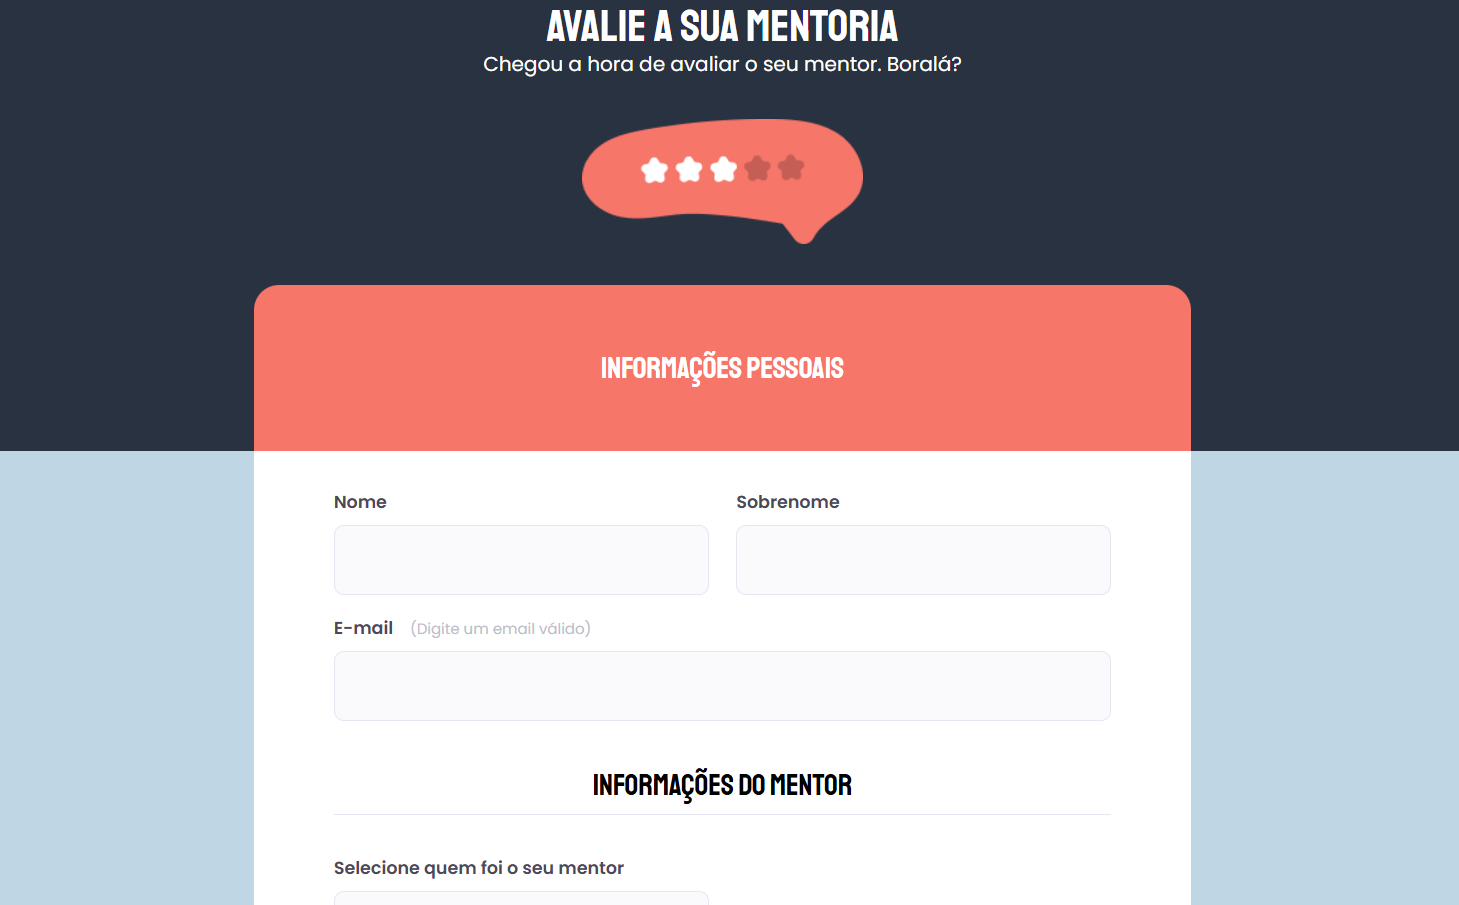 AVALIE A SUA MENTORIA
Chegou a hora de avaliar o seu mentor. Boralá?
INFORMAÇÕES PESSOAIS
Nome Sobrenome
E-mail (Digite um email válido)
INFORMAÇÕES DO MENTOR
Selecione quem foi o seu mentor